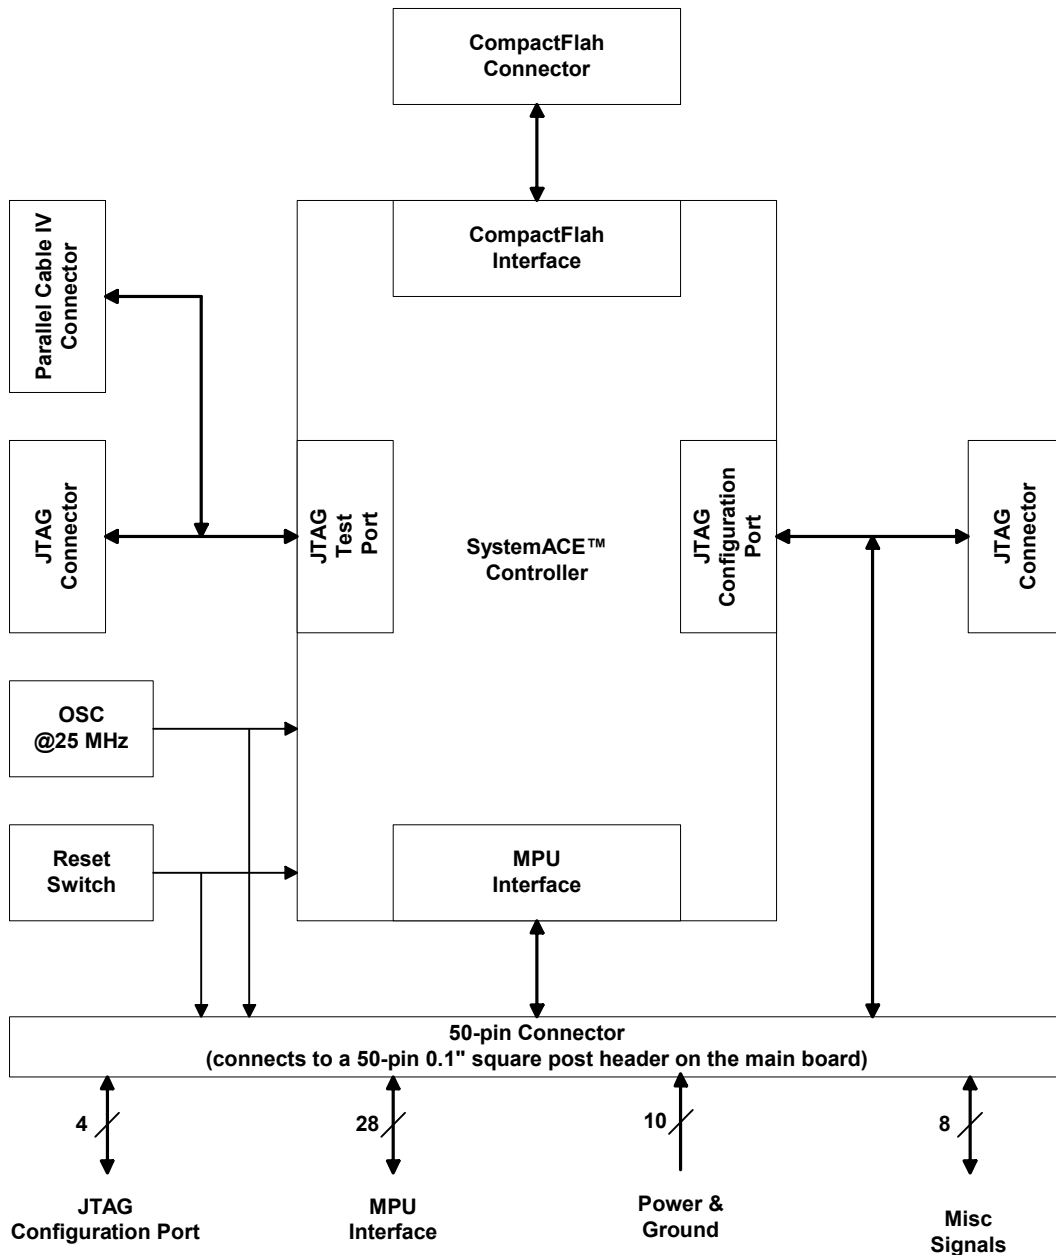 CompactFlah
Connector
CompactFlah
Interface
Parallel Cable IV
Connector
JTAG
Connector
JTAG
Test
Port
SystemACE™
Controller
JTAG
Configuration
Port
JTAG
Connector
OSC
@25 MHz
Reset
Switch
MPU
Interface
50-pin Connector
(connects to a 50-pin 0.1" square post header on the main board)
4
28
10
8
JTAG
Configuration Port
MPU
Interface
Power &
Ground
Misc
Signals